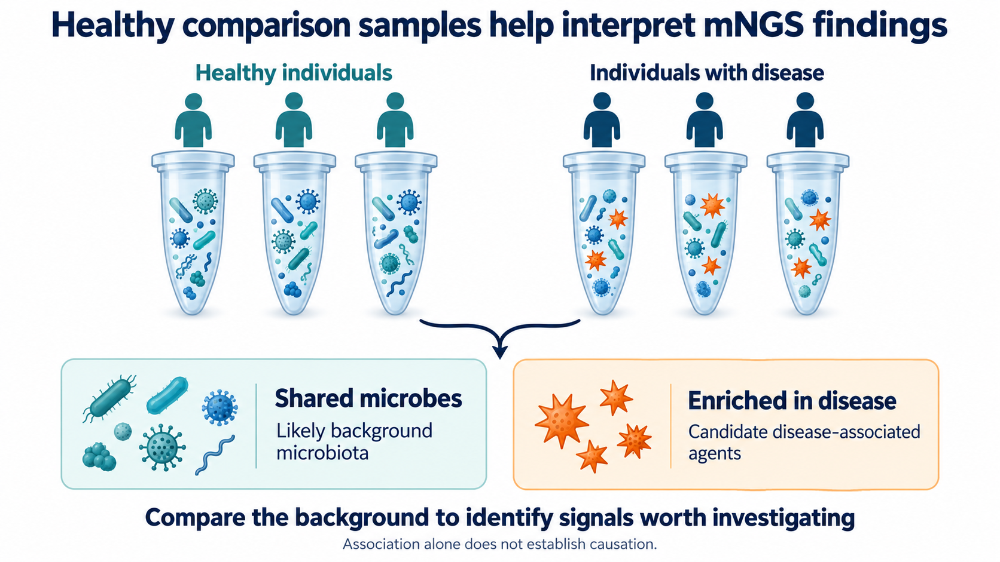 Healthy comparison samples help interpret mNGS findings
Healthy individuals
Individuals with disease
Shared microbes
Likely background
microbiota
Enriched in disease
Candidate disease-associated
agents
Compare the background to identify signals worth investigating
Association alone does not establish causation.